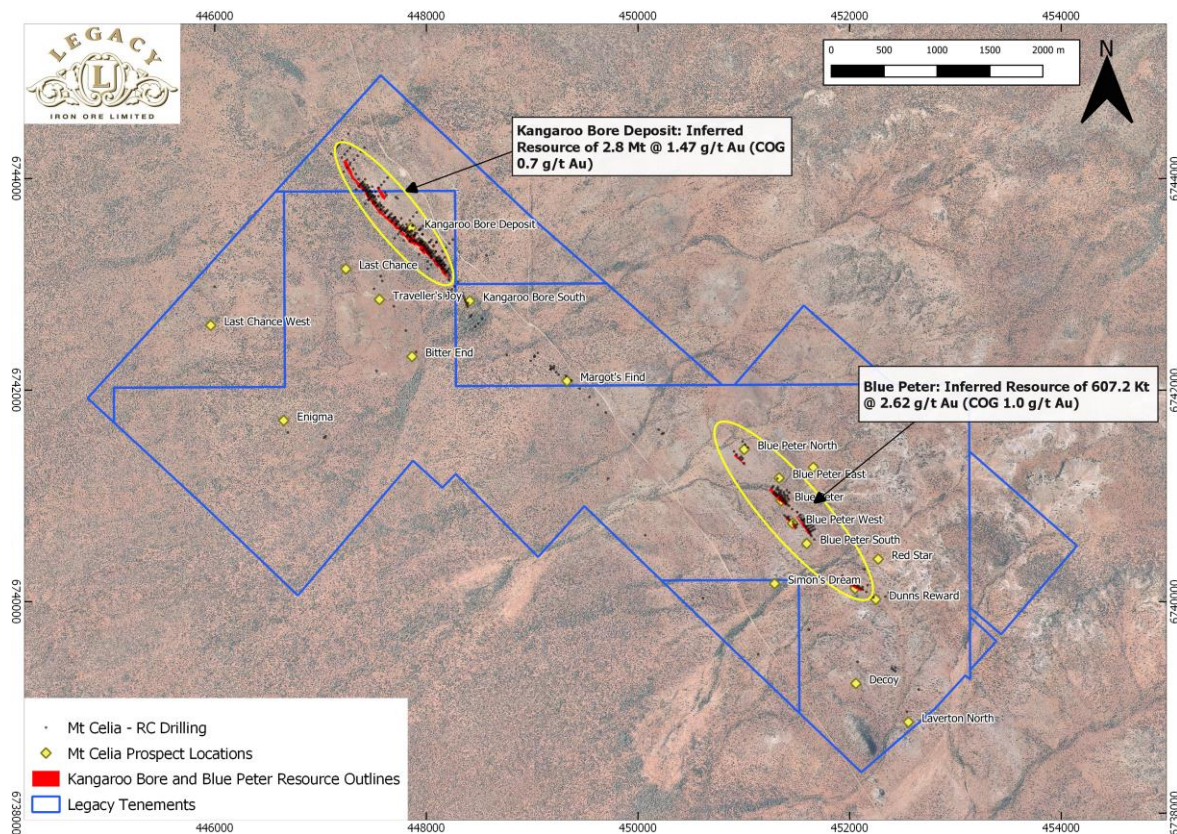 446000
448000
450000
452000
454000
LEGACY
L
IRON ORE LIMITED
0 500 1000 1500 2000 m
N
Kangaroo Bore Deposit: Inferred
Resource of 2.8 Mt @ 1.47 g/t Au (COG
0.7 g/t Au)
6744000
6744000
Kangaroo Bore Deposit
Last Chance
Traveller's Joy
Kangaroo Bore South
Last Chance West
Bitter End
Margot's Find
6742000
6742000
Blue Peter: Inferred Resource of 607.2 Kt
@ 2.62 g/t Au (COG 1.0 g/t Au)
Enigma
Blue Peter North
Blue Peter East
Blue Peter
Blue Peter West
Blue Peter South
Red Star
Simon's Dream
Dunns Reward
6740000
6740000
Decoy
Laverton North
Mt Celia - RC Drilling
Mt Celia Prospect Locations
Kangaroo Bore and Blue Peter Resource Outlines
Legacy Tenements
6738000
6738000
446000
448000
450000
452000
454000